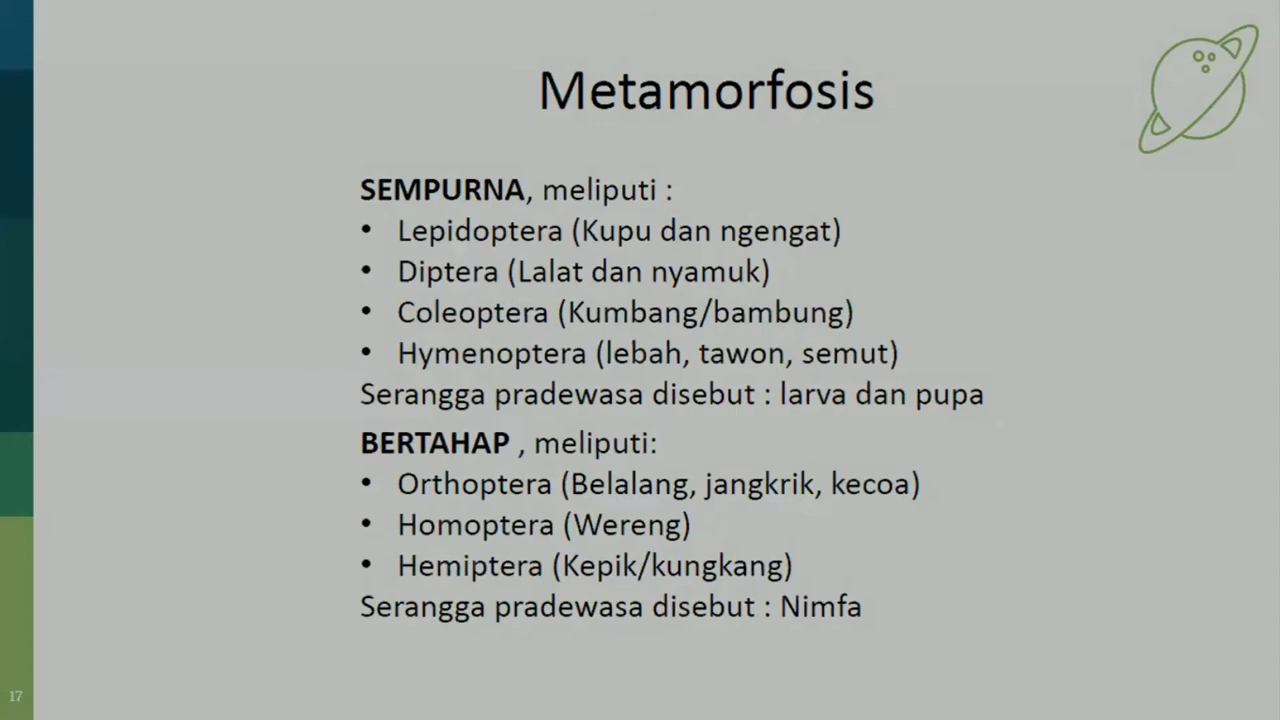 Metamorfosis
SEMPURNA, meliputi :
• Lepidoptera (Kupu dan ngengat)
• Diptera (Lalat dan nyamuk)
• Coleoptera (Kumbang/bambung)
• Hymenoptera (lebah, tawon, semut)
Serangga pradewasa disebut : larva dan pupa
BERTAHAP , meliputi:
• Orthoptera (Belalang, jangkrik, kecoa)
• Homoptera (Wereng)
• Hemiptera (Kepik/kungkang)
Serangga pradewasa disebut : Nimfa
17